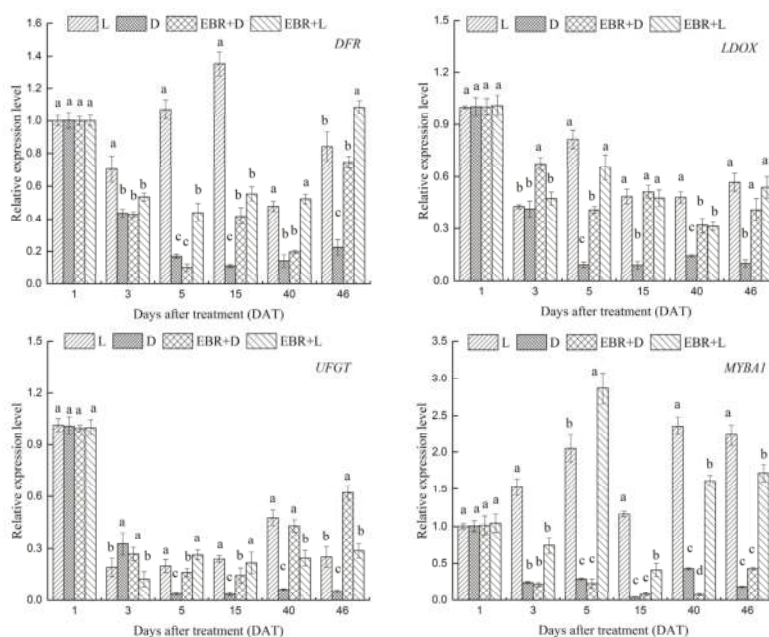 L D EBR+D EBR+L
DFR
Relative expression level
1.6
1.4
1.2
1.0
0.8
0.6
0.4
0.2
0.0
a a a a
a b b b
a c c b
a c b b
a b b a
b c b a
1 3 5 15 40 46
Days after treatment (DAT)
L D EBR+D EBR+L
LDOX
Relative expression level
1.5
1.2
0.9
0.6
0.3
0.0
a a a a
b b a b
a c b a
a b a a
a c b b
a b a a
1 3 5 15 40 46
Days after treatment (DAT)
L D EBR+D EBR+L
UFGT
Relative expression level
1.5
1.2
0.9
0.6
0.3
0.0
a a a a
b a a b
a c b a
a c b a
a c a b
b c a b
1 3 5 15 40 46
Days after treatment (DAT)
L D EBR+D EBR+L
MYBA1
Relative expression level
3.5
3.0
2.5
2.0
1.5
1.0
0.5
0.0
a a a a
a b b b
b c c a
a c c b
a c d b
a c c b
1 3 5 15 40 46
Days after treatment (DAT)